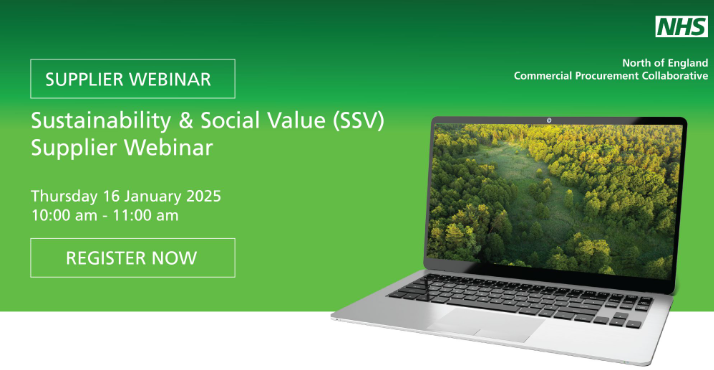 NHS
North of England
Commercial Procurement Collaborative
SUPPLIER WEBINAR
Sustainability & Social Value (SSV)
Supplier Webinar
Thursday 16 January 2025
10:00 am - 11:00 am
REGISTER NOW